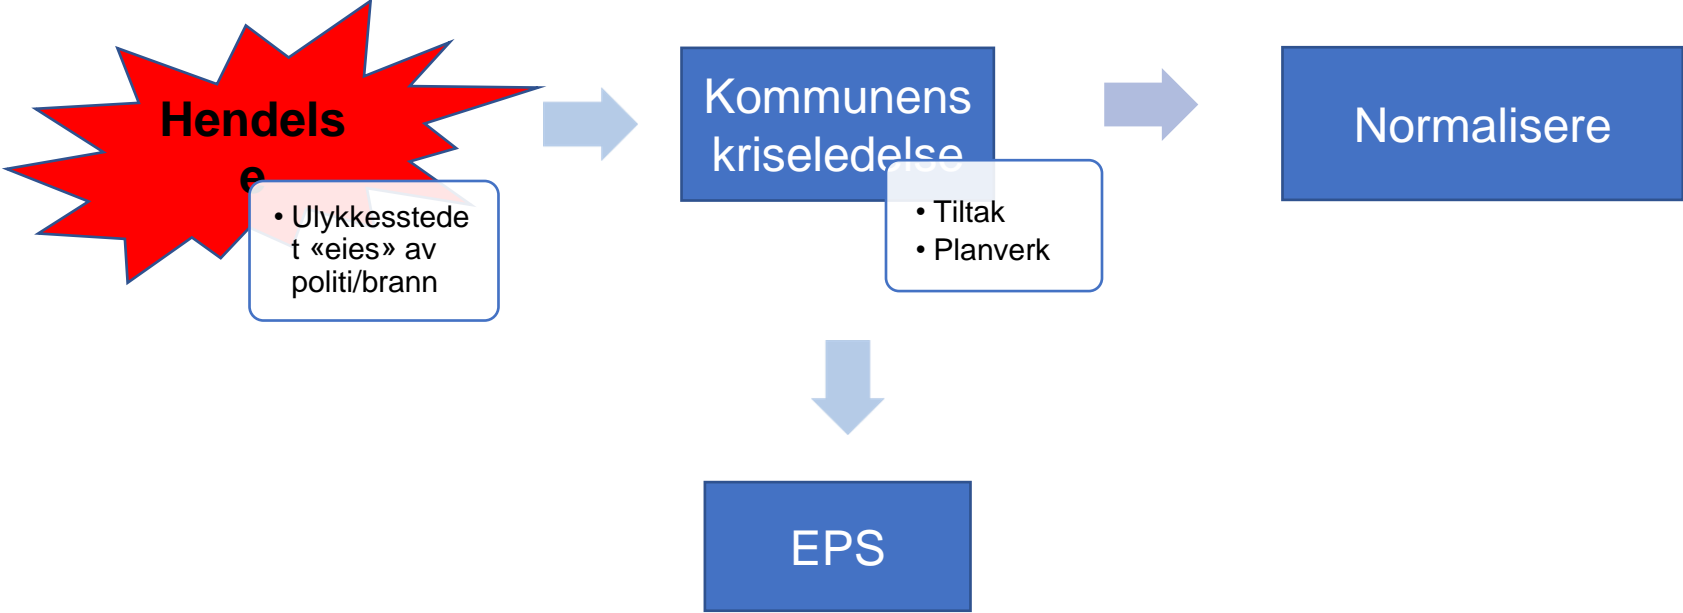 Hendels
e
• Ulykkesstede
t «eies» av
politi/brann
Kommunens
kriseledelse
• Tiltak
• Planverk
Normalisere
EPS